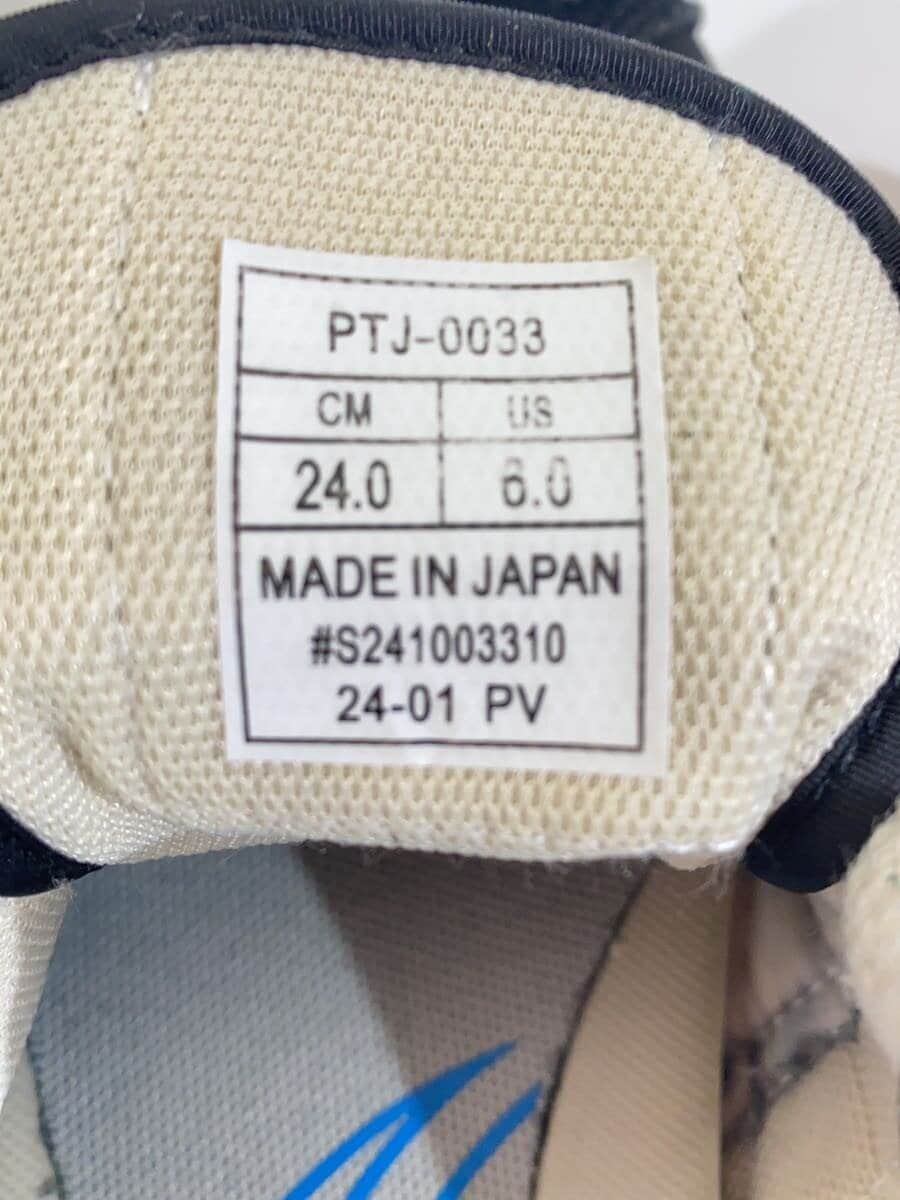 PTJ-0033
CM US
24.0 6.0
MADE IN JAPAN
#S241003310
24-01 PV